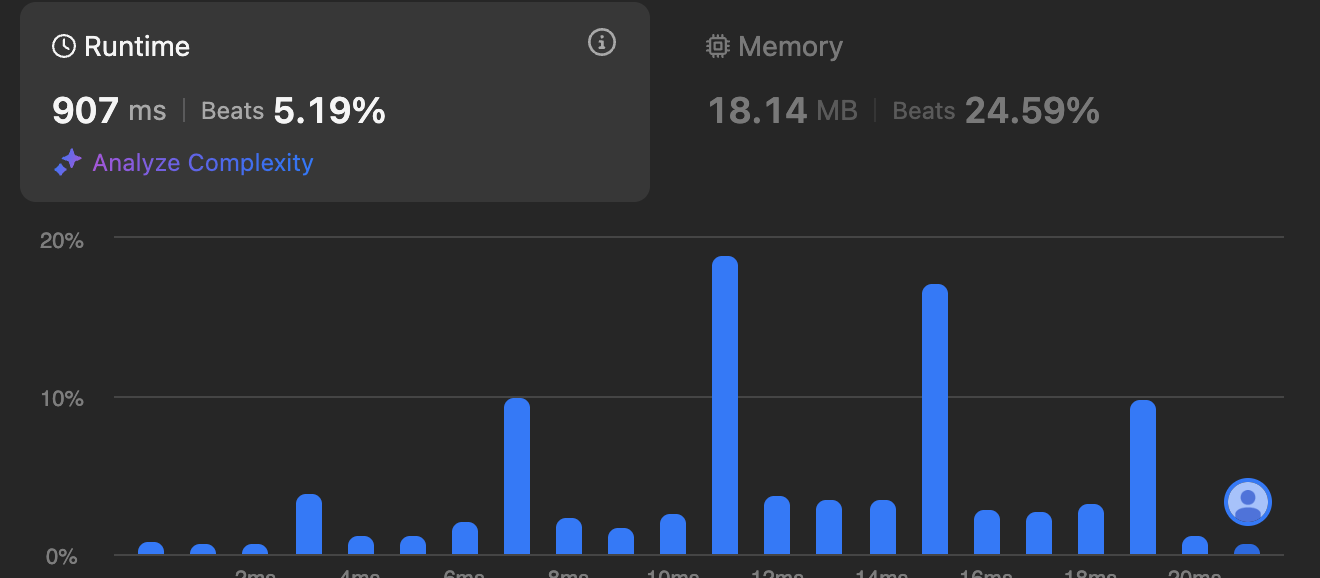 Runtime
907 ms | Beats 5.19%
Analyze Complexity
Memory
18.14 MB | Beats 24.59%
20%
10%
0%
2ms 4ms 6ms 8ms 10ms 12ms 14ms 16ms 18ms 20ms